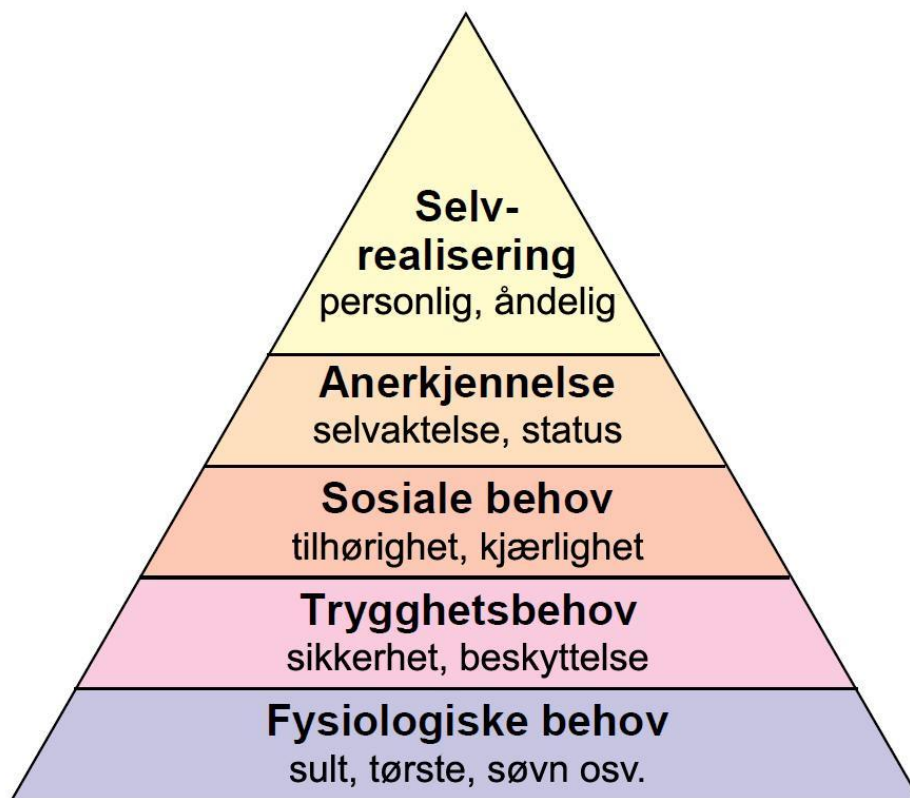 Selv-
realisering
personlig, åndelig
Anerkjennelse
selvaktelse, status
Sosiale behov
tilhørighet, kjærlighet
Trygghetsbehov
sikkerhet, beskyttelse
Fysiologiske behov
sult, tørste, søvn osv.